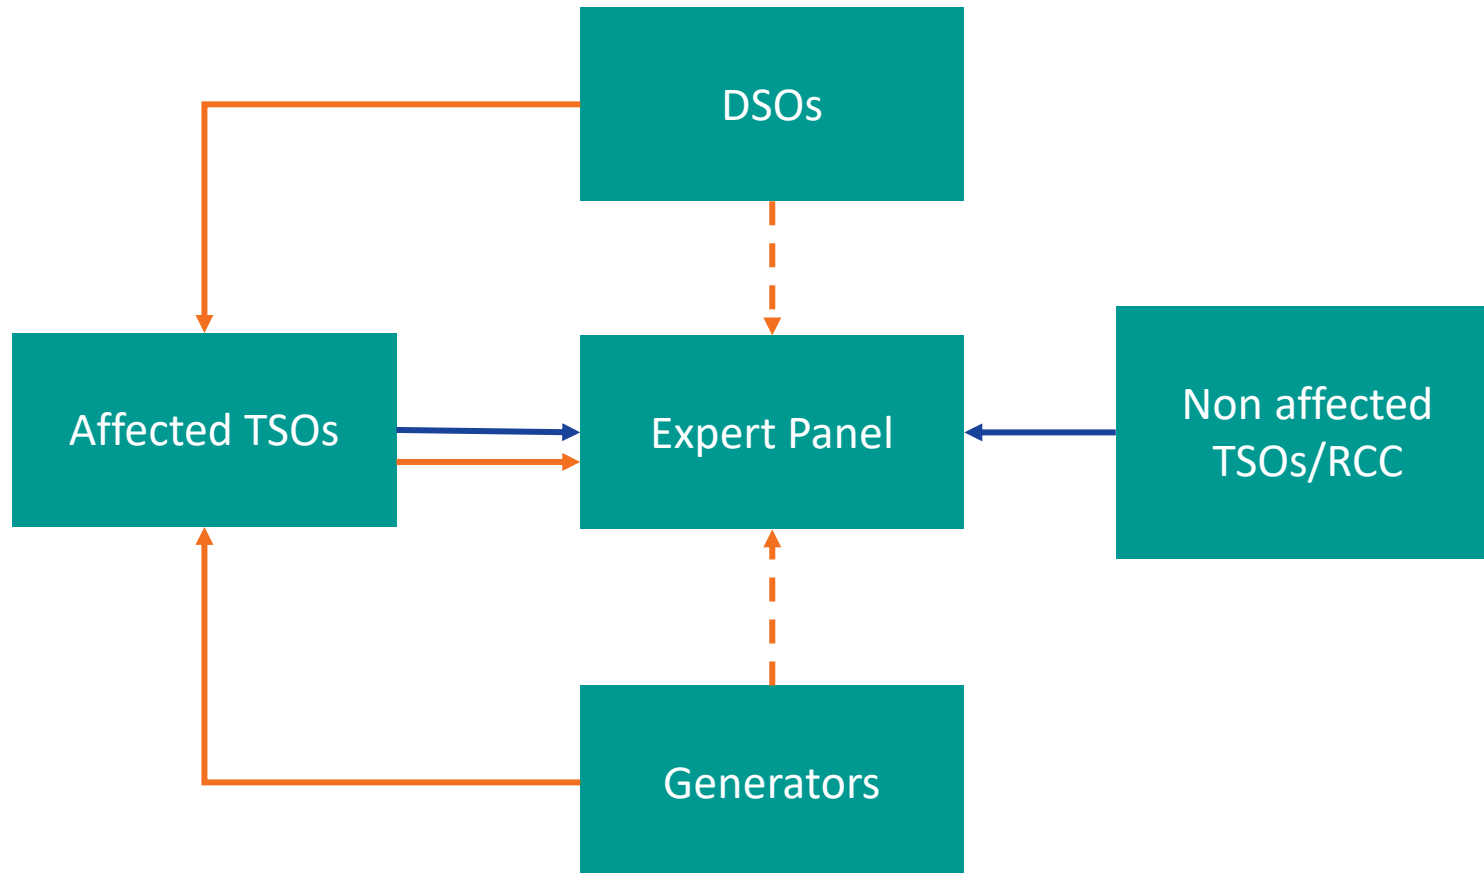 DSOs
Affected TSOs
Expert Panel
Non affected
TSOs/RCC
Generators